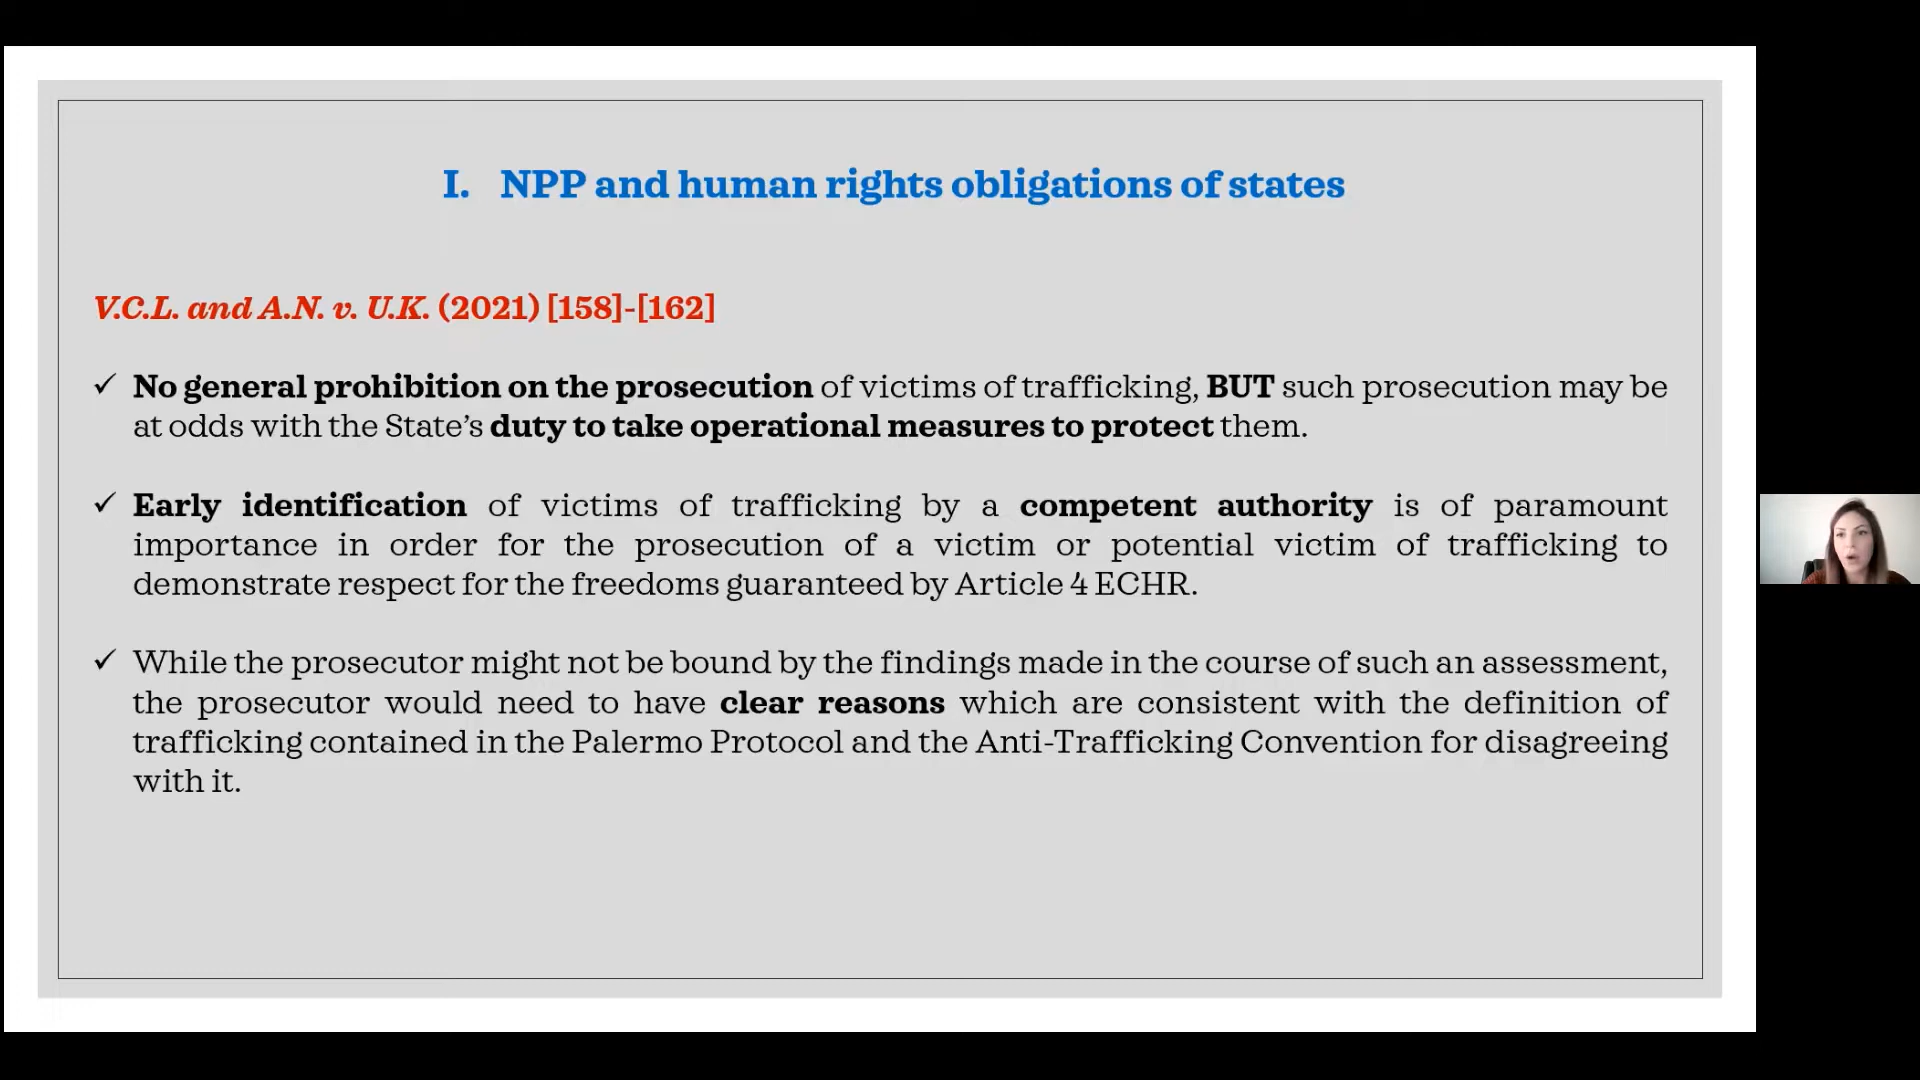 I. NPP and human rights obligations of states
V.C.L. and A.N. v. U.K. (2021) [158]-[162]
✓ No general prohibition on the prosecution of victims of trafficking, BUT such prosecution may be
at odds with the State’s duty to take operational measures to protect them.
✓ Early identification of victims of trafficking by a competent authority is of paramount
importance in order for the prosecution of a victim or potential victim of trafficking to
demonstrate respect for the freedoms guaranteed by Article 4 ECHR.
✓ While the prosecutor might not be bound by the findings made in the course of such an assessment,
the prosecutor would need to have clear reasons which are consistent with the definition of
trafficking contained in the Palermo Protocol and the Anti-Trafficking Convention for disagreeing
with it.